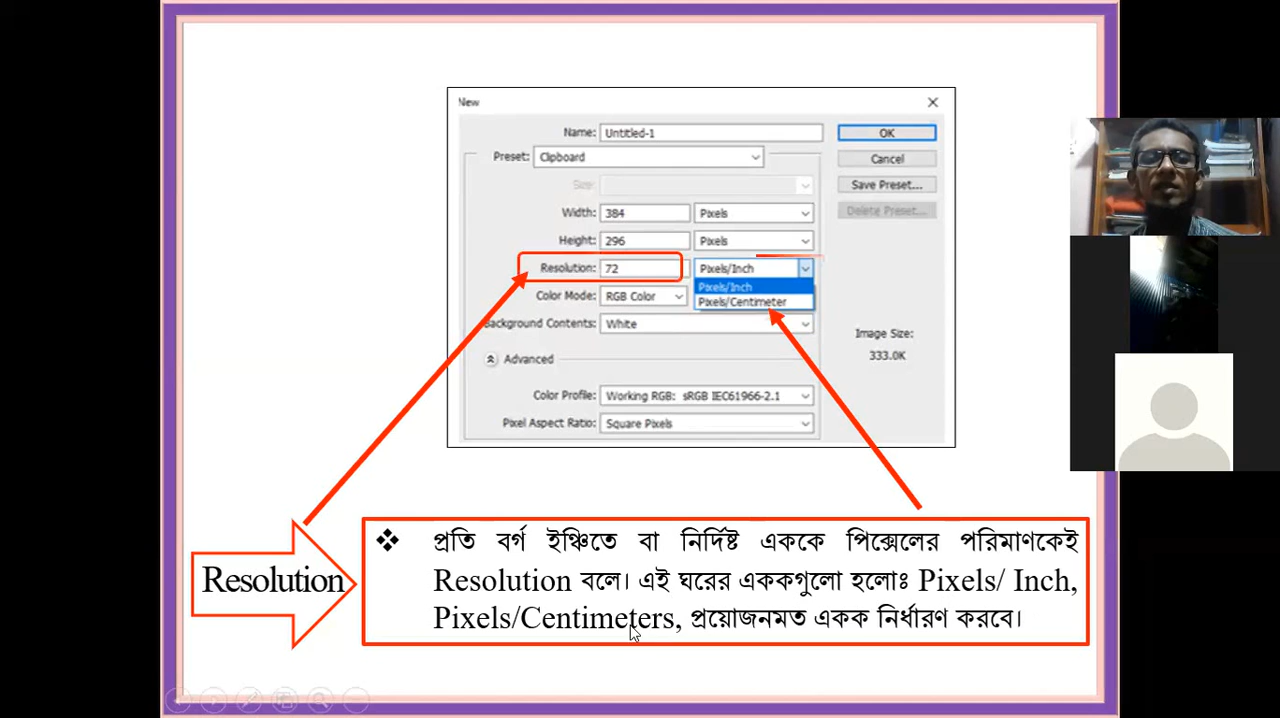 New
Name: Untitled-1
OK
Preset: Clipboard
Cancel
Size:
Save Preset...
Width: 384 Pixels
Delete Preset...
Height: 296 Pixels
Resolution: 72 Pixels/Inch
Pixels/Inch
Color Mode: RGB Color
Pixels/Centimeter
Background Contents: White
Image Size:
333.0K
Advanced
Color Profile: Working RGB: sRGB IEC61966-2.1
Pixel Aspect Ratio: Square Pixels
Resolution
❖ প্রতি বর্গ ইঞ্চিতে বা নির্দিষ্ট এককে পিক্সেলের পরিমাণকেই
Resolution বলে। এই ঘরের এককগুলো হলোঃ Pixels/ Inch,
Pixels/Centimeters, প্রয়োজনমত একক নির্ধারণ করবে।